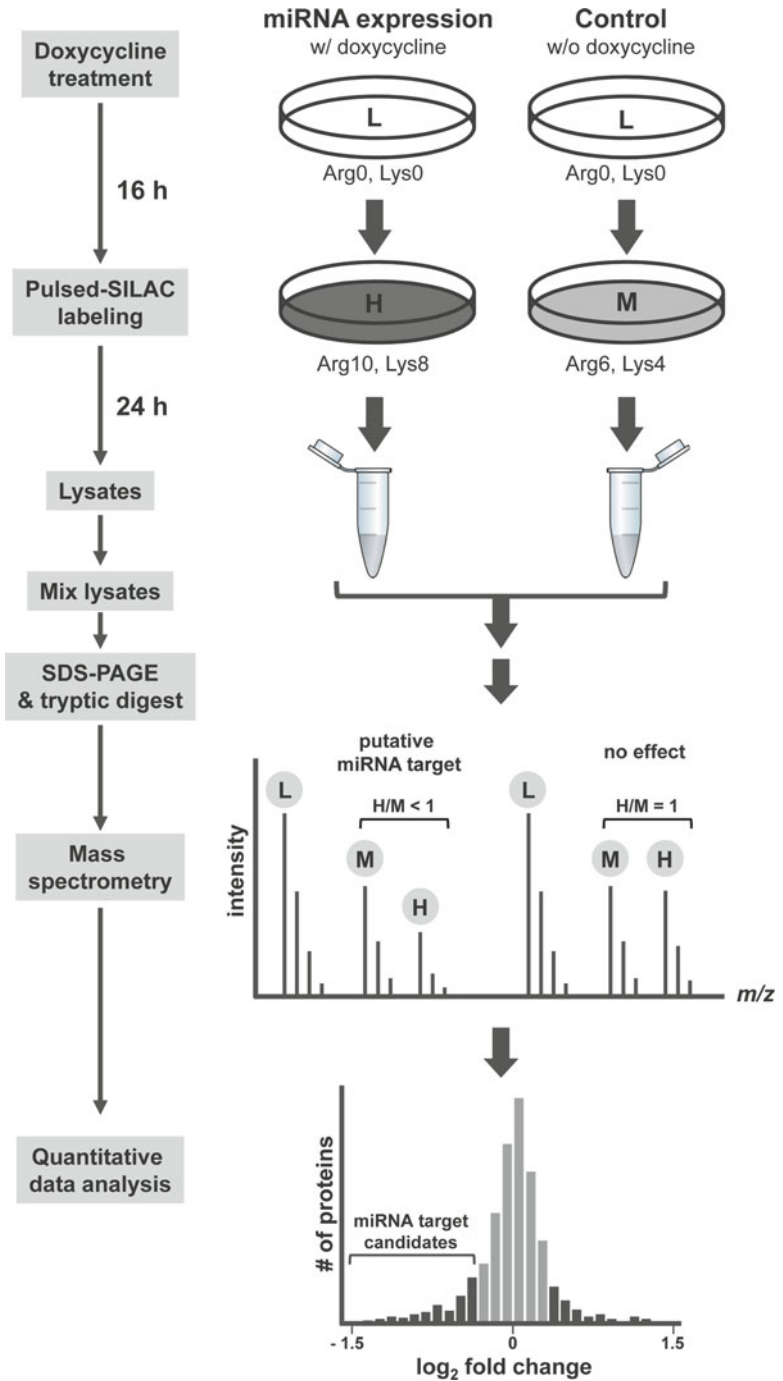 miRNA expression
w/ doxycycline
Control
w/o doxycycline
Doxycycline
treatment
L
L
Arg0, Lys0
Arg0, Lys0
16 h
Pulsed-SILAC
labeling
H
M
Arg10, Lys8
Arg6, Lys4
24 h
Lysates
Mix lysates
SDS-PAGE
& tryptic digest
putative
miRNA target
no effect
H/M < 1
H/M = 1
L
M
H
L
M
H
Mass
spectrometry
intensity
m/z
Quantitative
data analysis
# of proteins
miRNA target
candidates
- 1.5
0
1.5
log₂ fold change